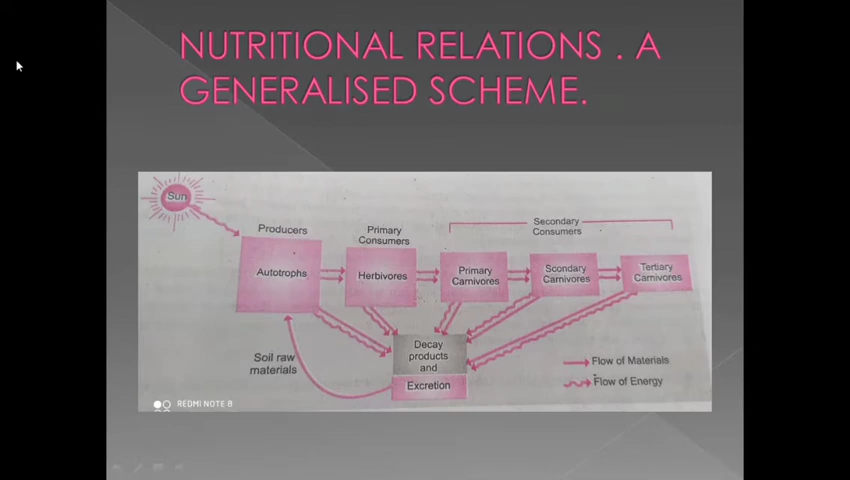 NUTRITIONAL RELATIONS . A
GENERALISED SCHEME.
Sun
Producers
Autotrophs
Primary
Consumers
Herbivores
Secondary
Consumers
Primary
Carnivores
Scondary
Carnivores
Tertiary
Carnivores
Decay
products
and
Excretion
Soil raw
materials
Flow of Materials
Flow of Energy
REDMI NOTE 8